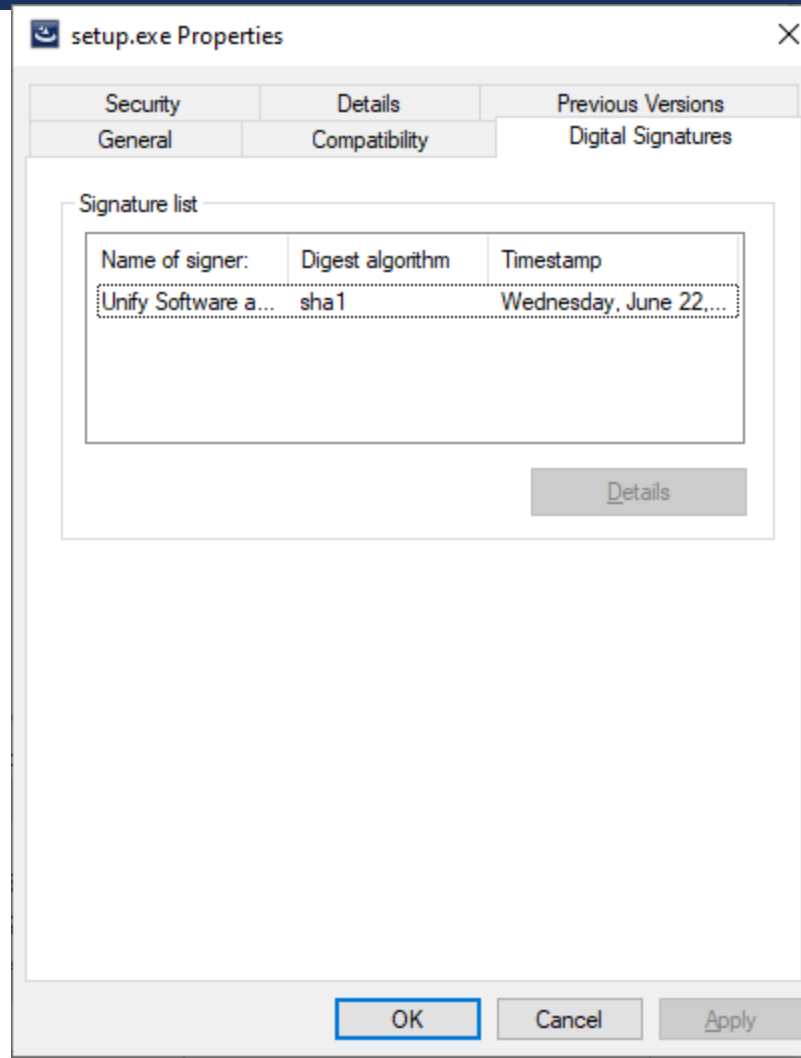 setup.exe Properties
Security Details Previous Versions
General Compatibility Digital Signatures
Signature list
Name of signer: Digest algorithm Timestamp
Unify Software a... sha1 Wednesday, June 22,...
Details
OK Cancel Apply